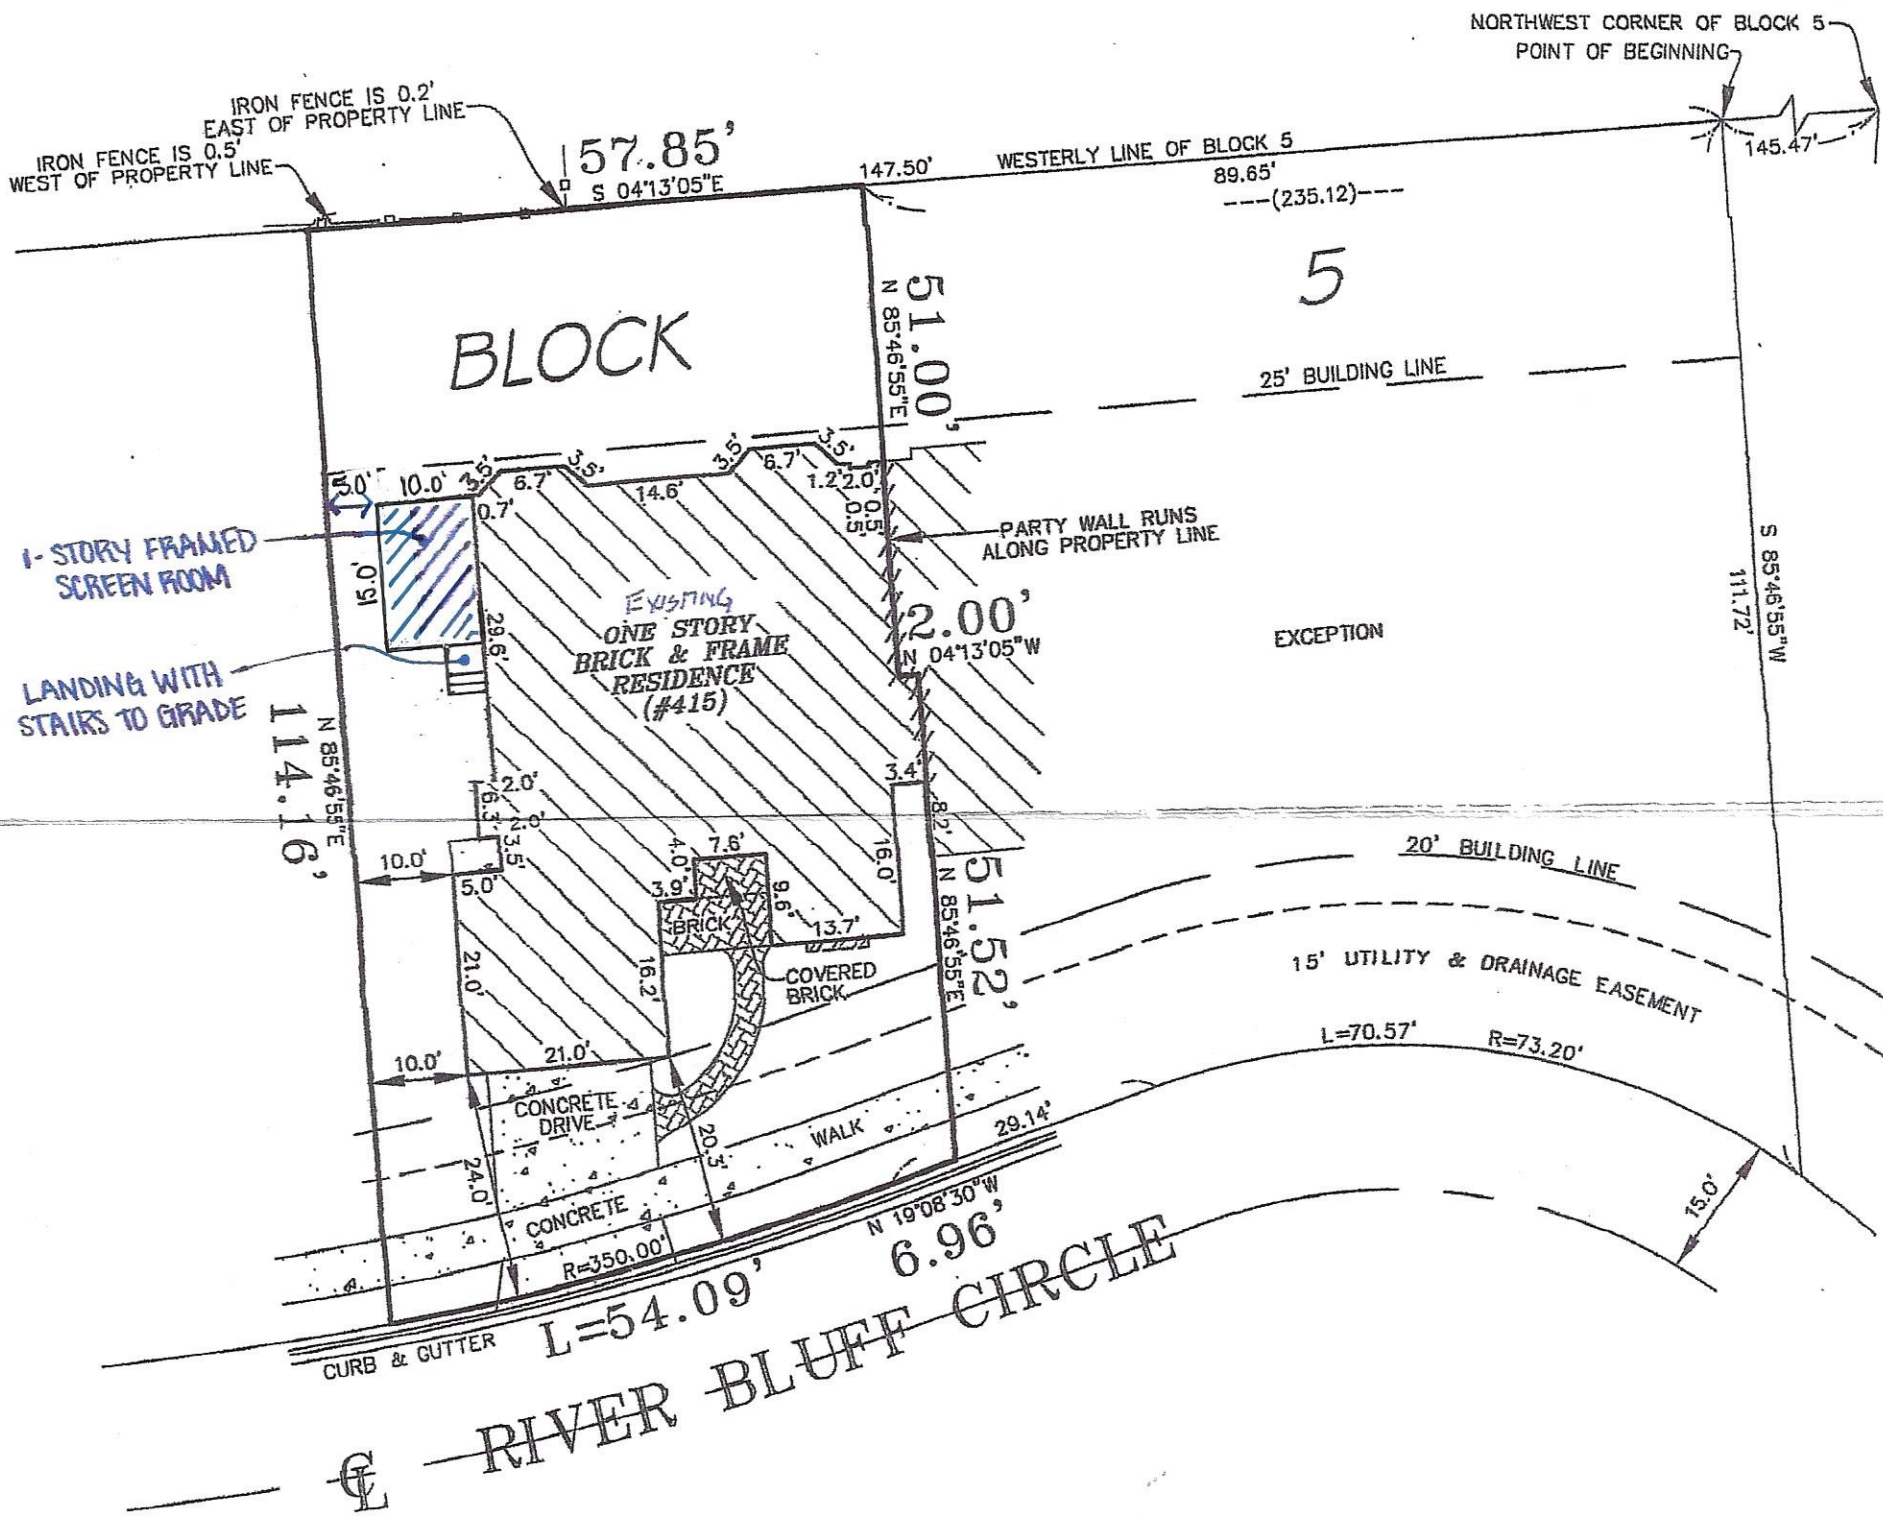 NORTHWEST CORNER OF BLOCK 5
POINT OF BEGINNING
IRON FENCE IS 0.2'
EAST OF PROPERTY LINE
IRON FENCE IS 0.5'
WEST OF PROPERTY LINE
57.85'
S 04°13'05"E
147.50'
WESTERLY LINE OF BLOCK 5
89.65'
---(235.12)---
145.47'
BLOCK
5
51.00'
N 85°46'55"E
25' BUILDING LINE
5.0'
10.0'
3.5'
6.7'
3.5'
14.6'
3.5'
6.7'
3.5'
1.2'
2.0'
0.5'
0.5'
0.7'
1-STORY FRAMED
SCREEN ROOM
15.0'
29.6'
LANDING WITH
STAIRS TO GRADE
EXISTING
ONE STORY
BRICK & FRAME
RESIDENCE
(#415)
PARTY WALL RUNS
ALONG PROPERTY LINE
2.00'
N 04°13'05"W
EXCEPTION
S 85°46'55"W
111.72'
114.16'
N 85°46'55"E
2.0'
6.3'
2.0'
3.5'
10.0'
5.0'
3.4'
8.2'
16.0'
7.6'
4.0'
3.9'
9.6'
BRICK
13.7'
COVERED
BRICK
21.0'
16.2'
51.52'
N 85°46'55"E
20' BUILDING LINE
15' UTILITY & DRAINAGE EASEMENT
L=70.57'
R=73.20'
10.0'
21.0'
CONCRETE
DRIVE
24.0'
20.3'
WALK
CONCRETE
29.14'
R=350.00'
N 19°08'30"W
6.96'
L=54.09'
15.0'
CURB & GUTTER
CL RIVER BLUFF CIRCLE